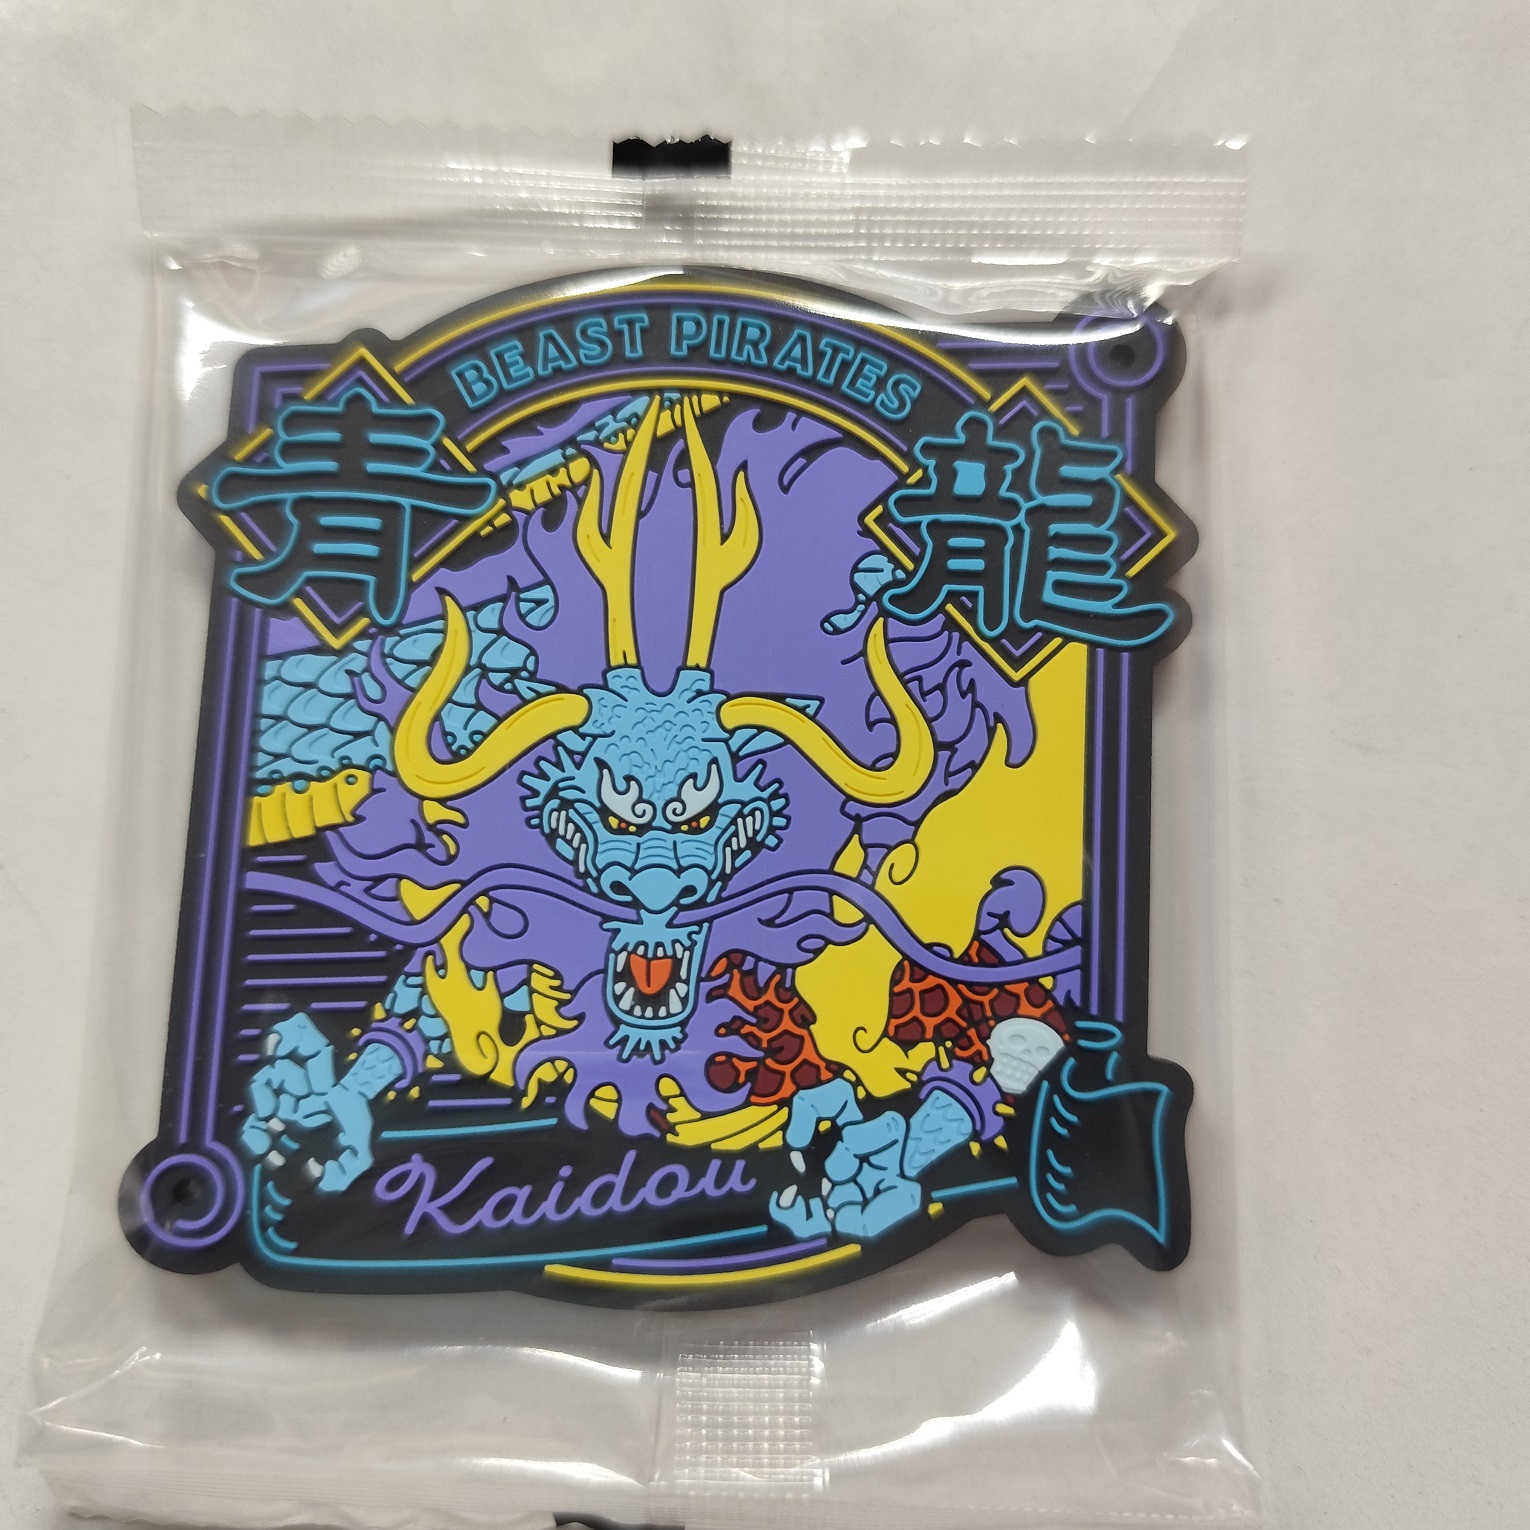 BEAST PIRATES
青 龍
Kaidou